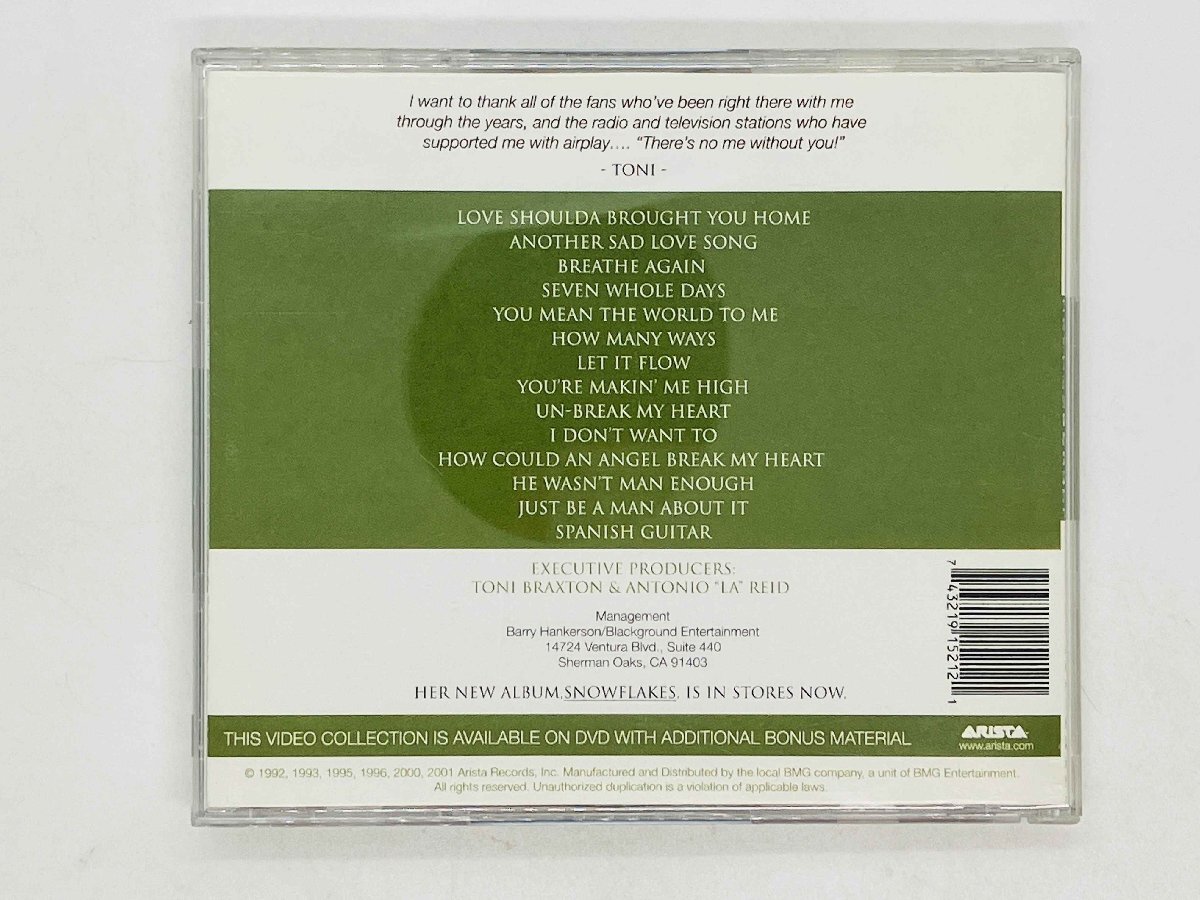 I want to thank all of the fans who've been right there with me
through the years, and the radio and television stations who have
supported me with airplay.... "There's no me without you!"
- TONI -
LOVE SHOULDA BROUGHT YOU HOME
ANOTHER SAD LOVE SONG
BREATHE AGAIN
SEVEN WHOLE DAYS
YOU MEAN THE WORLD TO ME
HOW MANY WAYS
LET IT FLOW
YOU'RE MAKIN' ME HIGH
UN-BREAK MY HEART
I DON'T WANT TO
HOW COULD AN ANGEL BREAK MY HEART
HE WASN'T MAN ENOUGH
JUST BE A MAN ABOUT IT
SPANISH GUITAR
EXECUTIVE PRODUCERS:
TONI BRAXTON & ANTONIO "LA" REID
Management
Barry Hankerson/Blackground Entertainment
14724 Ventura Blvd., Suite 440
Sherman Oaks, CA 91403
HER NEW ALBUM, SNOWFLAKES, IS IN STORES NOW.
7 43219 15212 1
THIS VIDEO COLLECTION IS AVAILABLE ON DVD WITH ADDITIONAL BONUS MATERIAL
ARISTA
www.arista.com
© 1992, 1993, 1995, 1996, 2000, 2001 Arista Records, Inc. Manufactured and Distributed by the local BMG company, a unit of BMG Entertainment.
All rights reserved. Unauthorized duplication is a violation of applicable laws.